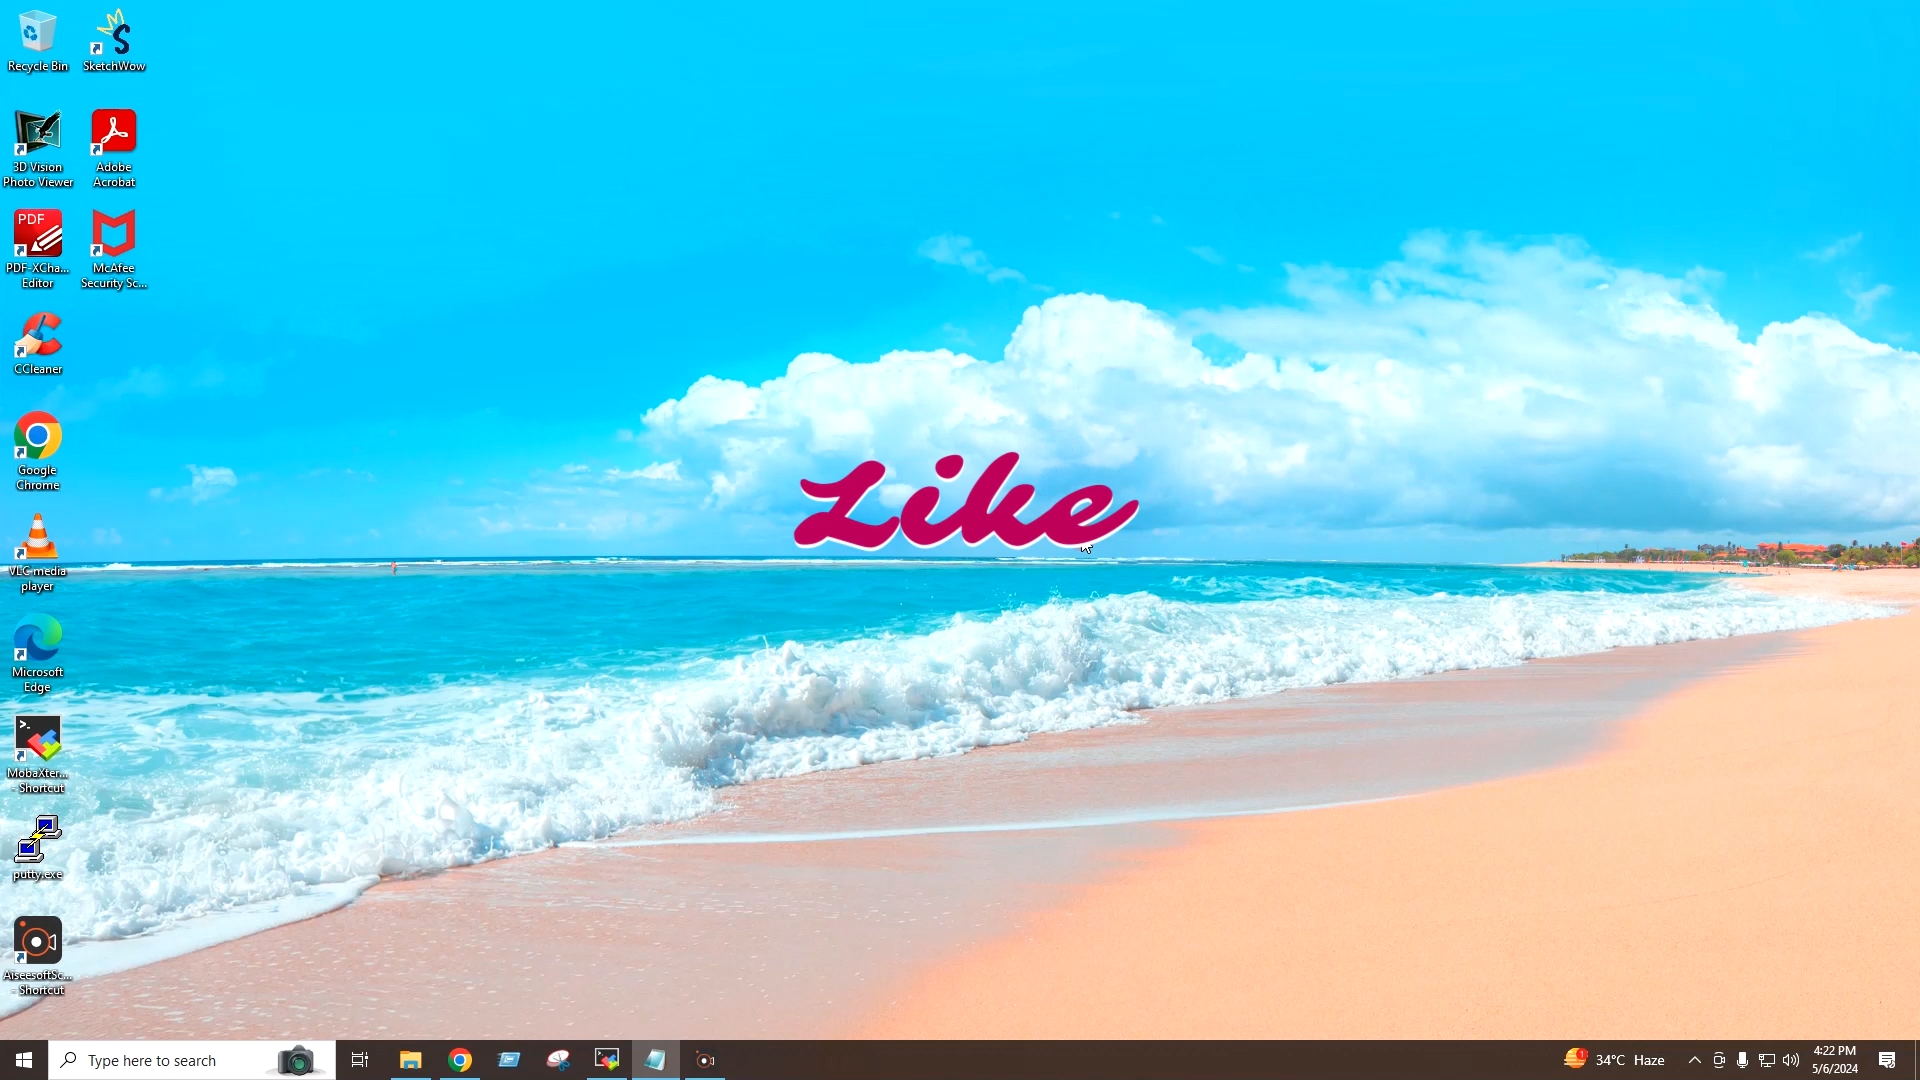 Recycle Bin
SketchWow
3D Vision
Photo Viewer
Adobe
Acrobat
PDF
PDF-XCha...
Editor
McAfee
Security Sc...
CCleaner
Google
Chrome
Like
VLC media
player
Microsoft
Edge
MobaXter...
- Shortcut
putty.exe
AiseesoftSc...
- Shortcut
Type here to search
1
34°C Haze
4:22 PM
5/6/2024